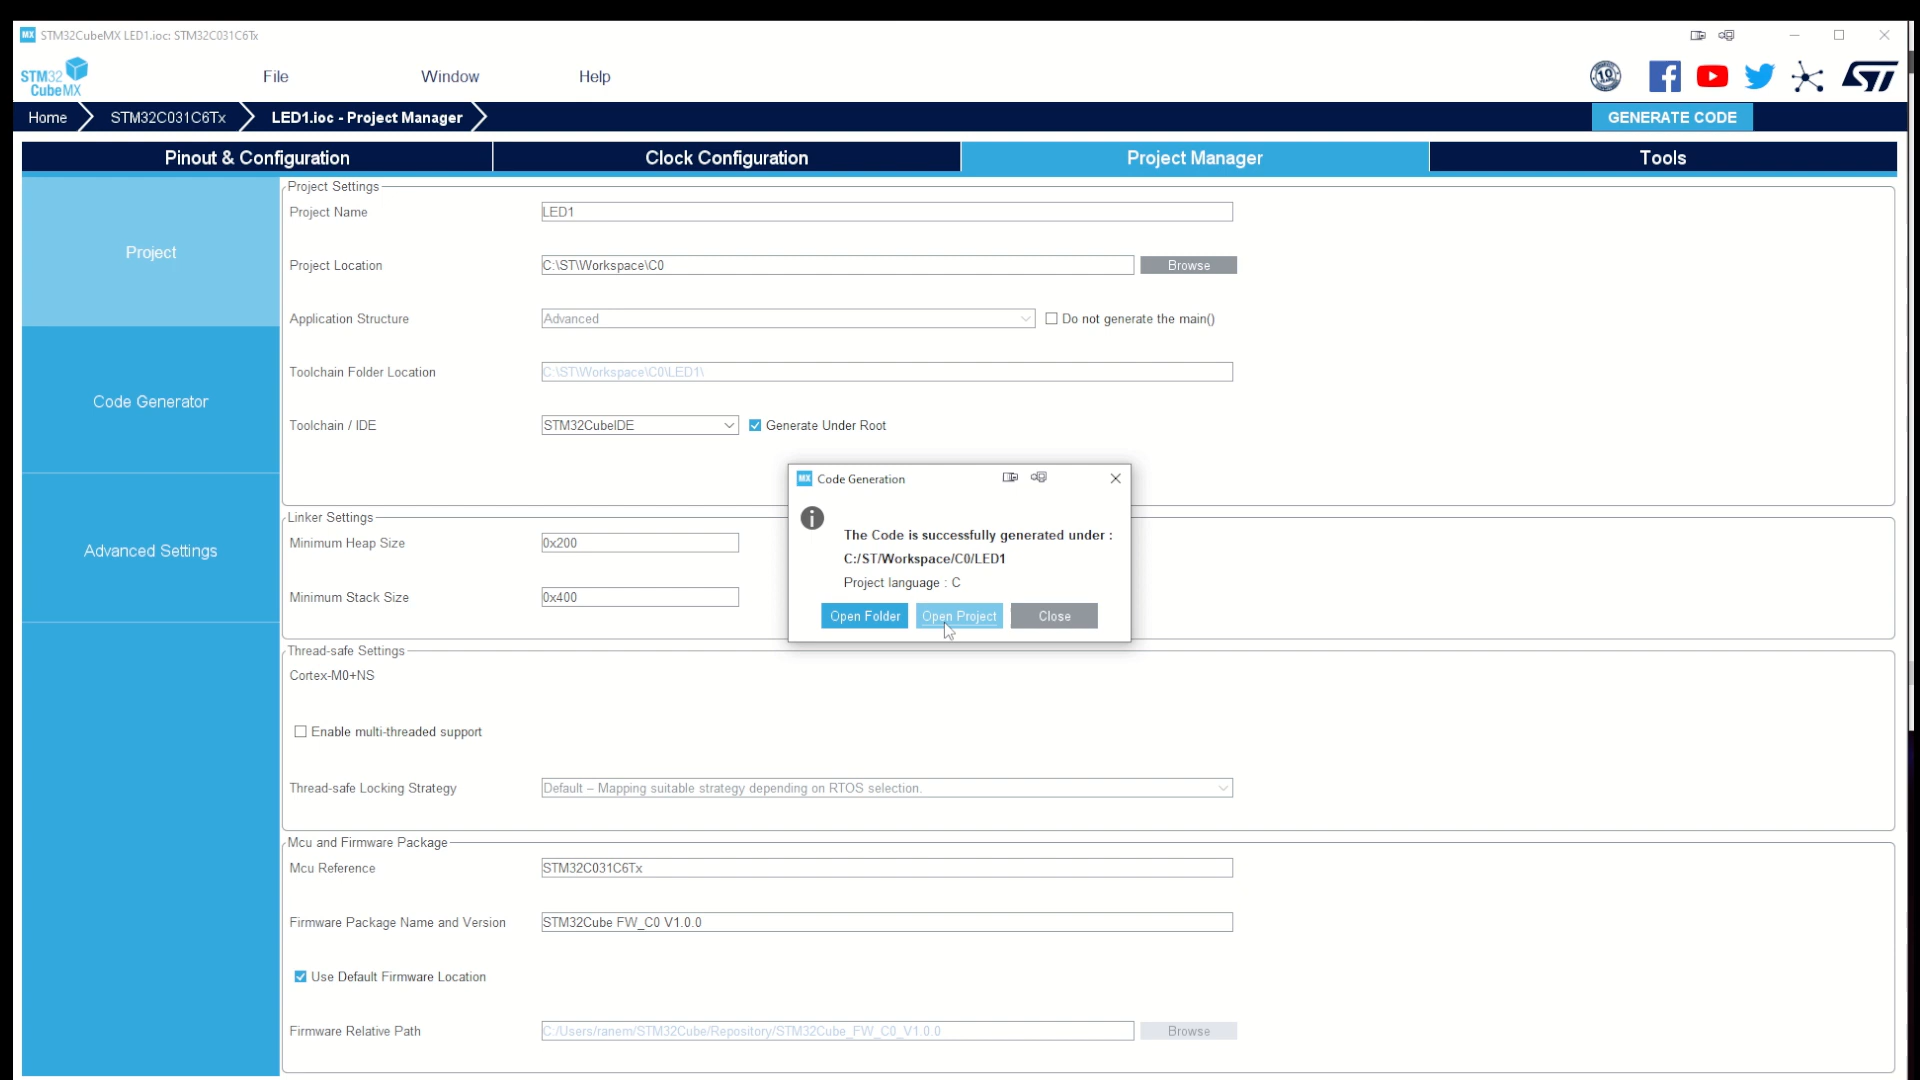 MX STM32CubeMX LED1.ioc: STM32C031C6Tx
STM32
CubeMX
File
Window
Help
10
ST
Home
STM32C031C6Tx
LED1.ioc - Project Manager
GENERATE CODE
Pinout & Configuration
Clock Configuration
Project Manager
Tools
Project
Code Generator
Advanced Settings
Project Settings
Project Name
LED1
Project Location
C:\ST\Workspace\C0
Browse
Application Structure
Advanced
Do not generate the main()
Toolchain Folder Location
C:\ST\Workspace\C0\LED1\
Toolchain / IDE
STM32CubeIDE
Generate Under Root
MX Code Generation
The Code is successfully generated under :
C:/ST/Workspace/C0/LED1
Project language : C
Open Folder
Open Project
Close
Linker Settings
Minimum Heap Size
0x200
Minimum Stack Size
0x400
Thread-safe Settings
Cortex-M0+NS
Enable multi-threaded support
Thread-safe Locking Strategy
Default – Mapping suitable strategy depending on RTOS selection.
Mcu and Firmware Package
Mcu Reference
STM32C031C6Tx
Firmware Package Name and Version
STM32Cube FW_C0 V1.0.0
Use Default Firmware Location
Firmware Relative Path
C:/Users/ranem/STM32Cube/Repository/STM32Cube_FW_C0_V1.0.0
Browse